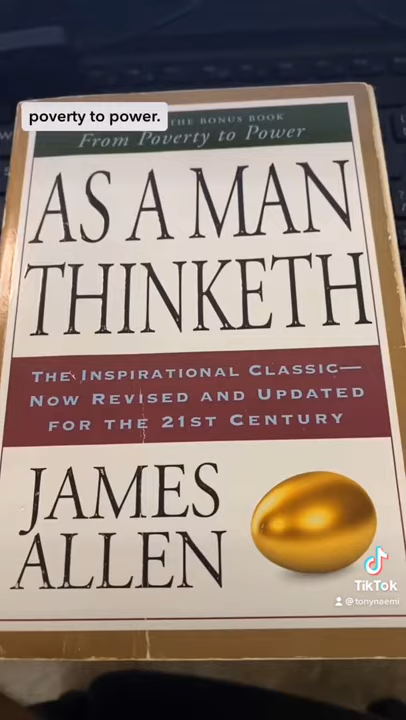 poverty to power.
THE BONUS BOOK
From Poverty to Power
AS A MAN
THINKETH
THE INSPIRATIONAL CLASSIC—
NOW REVISED AND UPDATED
FOR THE 21ST CENTURY
JAMES
ALLEN
TikTok
@tonynaemi